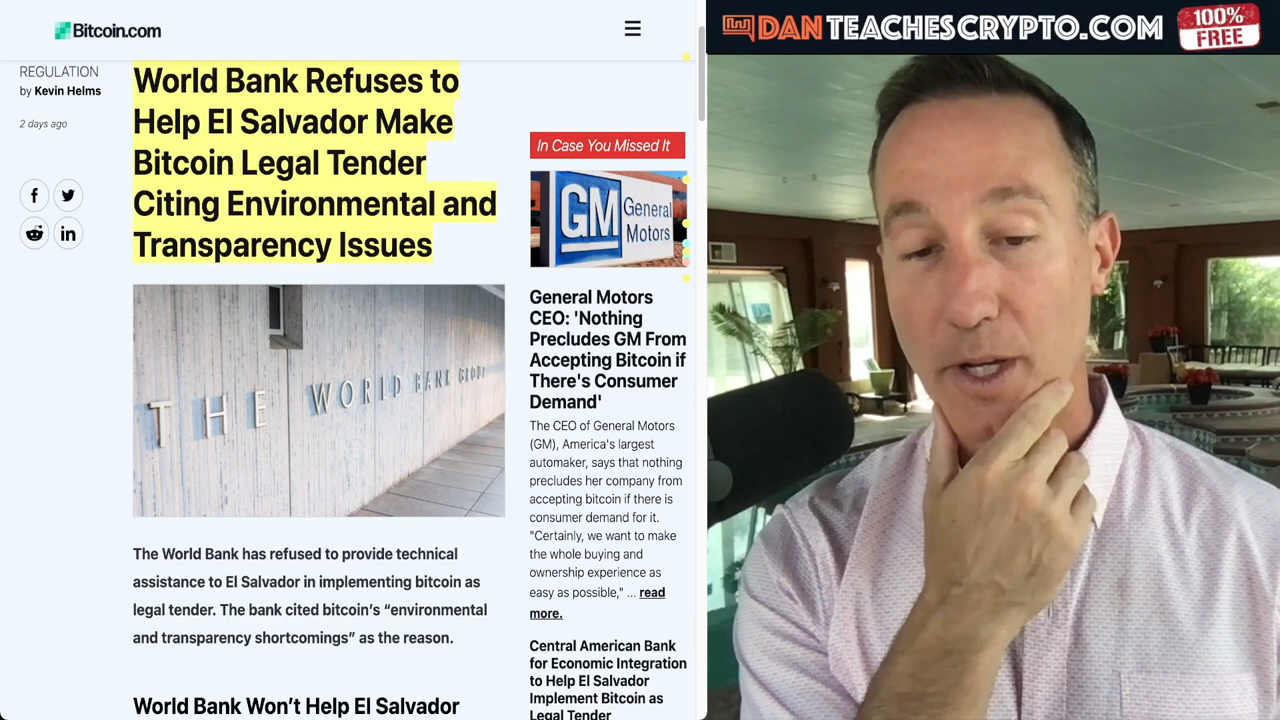 Bitcoin.com
REGULATION
by Kevin Helms
2 days ago
World Bank Refuses to
Help El Salvador Make
Bitcoin Legal Tender
Citing Environmental and
Transparency Issues
THE WORLD BANK GROUP
The World Bank has refused to provide technical
assistance to El Salvador in implementing bitcoin as
legal tender. The bank cited bitcoin's “environmental
and transparency shortcomings” as the reason.
World Bank Won't Help El Salvador
In Case You Missed It
GM General
Motors
General Motors
CEO: 'Nothing
Precludes GM From
Accepting Bitcoin if
There's Consumer
Demand'
The CEO of General Motors
(GM), America's largest
automaker, says that nothing
precludes her company from
accepting bitcoin if there is
consumer demand for it.
"Certainly, we want to make
the whole buying and
ownership experience as
easy as possible," ... read
more.
Central American Bank
for Economic Integration
to Help El Salvador
Implement Bitcoin as
Legal Tender
DANTEACHESCRYPTO.COM
100%
FREE